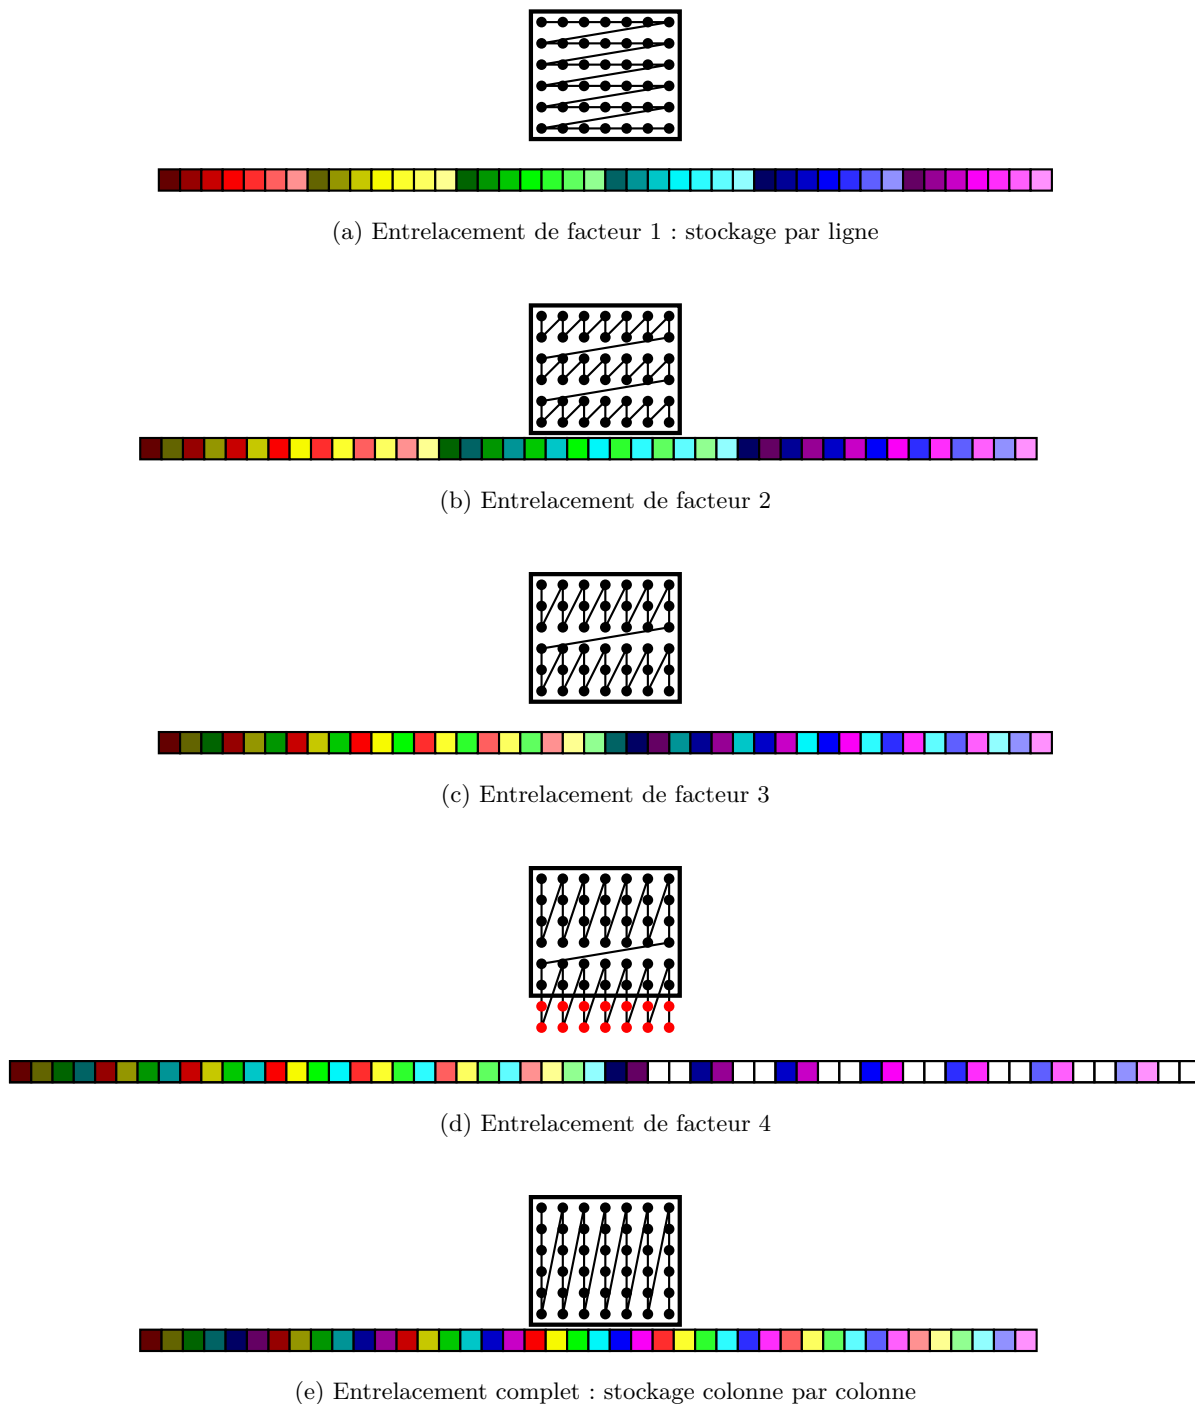 (a) Entrelacement de facteur 1 : stockage par ligne
(b) Entrelacement de facteur 2
(c) Entrelacement de facteur 3
(d) Entrelacement de facteur 4
(e) Entrelacement complet : stockage colonne par colonne